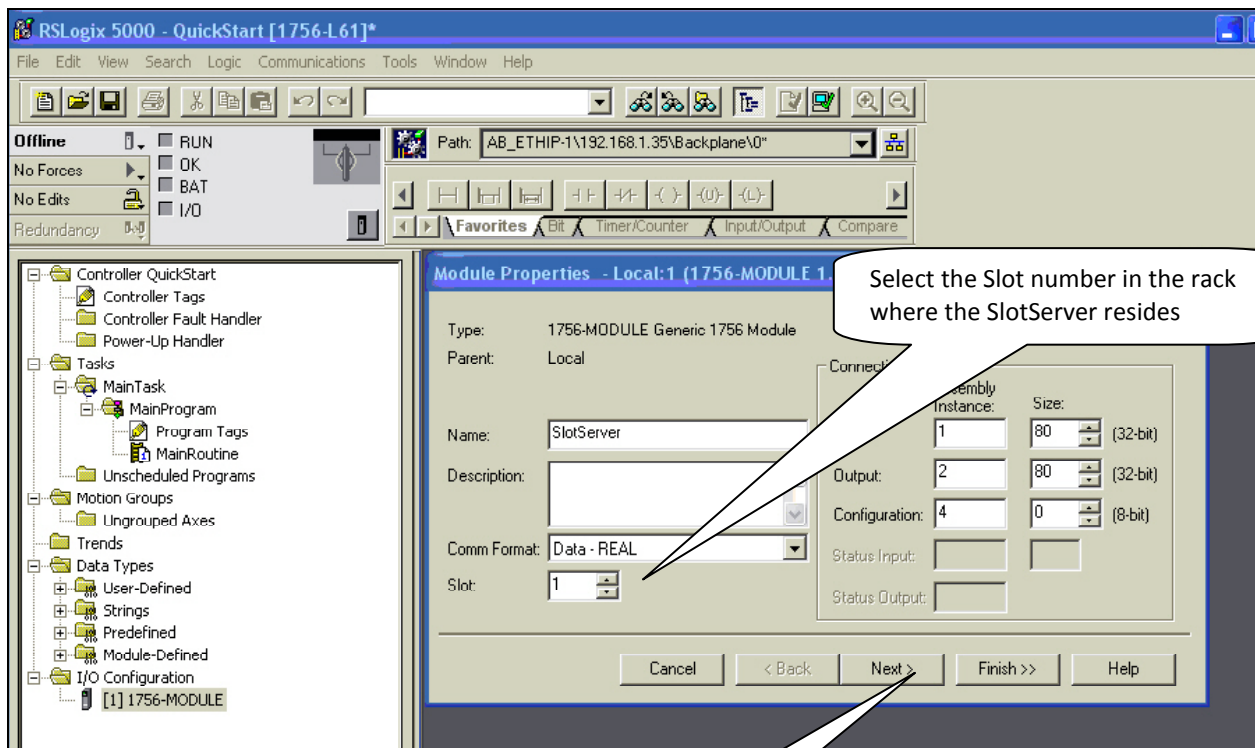 RSLogix 5000 - QuickStart [1756-L61]*
File Edit View Search Logic Communications Tools Window Help
Offline
RUN
No Forces
OK
No Edits
BAT
I/O
Redundancy
Path: AB_ETHIP-1\192.168.1.35\Backplane\0"
Favorites Bit Timer/Counter Input/Output Compare
Controller QuickStart
Controller Tags
Controller Fault Handler
Power-Up Handler
Tasks
MainTask
MainProgram
Program Tags
MainRoutine
Unscheduled Programs
Motion Groups
Ungrouped Axes
Trends
Data Types
User-Defined
Strings
Predefined
Module-Defined
I/O Configuration
[1] 1756-MODULE
Module Properties - Local:1 (1756-MODULE 1.
Select the Slot number in the rack
where the SlotServer resides
Type: 1756-MODULE Generic 1756 Module
Parent: Local
Name: SlotServer
Description:
Comm Format: Data - REAL
Slot: 1
Instance: Size:
1 80 (32-bit)
Output: 2 80 (32-bit)
Configuration: 4 0 (8-bit)
Status Input:
Status Output:
Cancel < Back Next > Finish >> Help